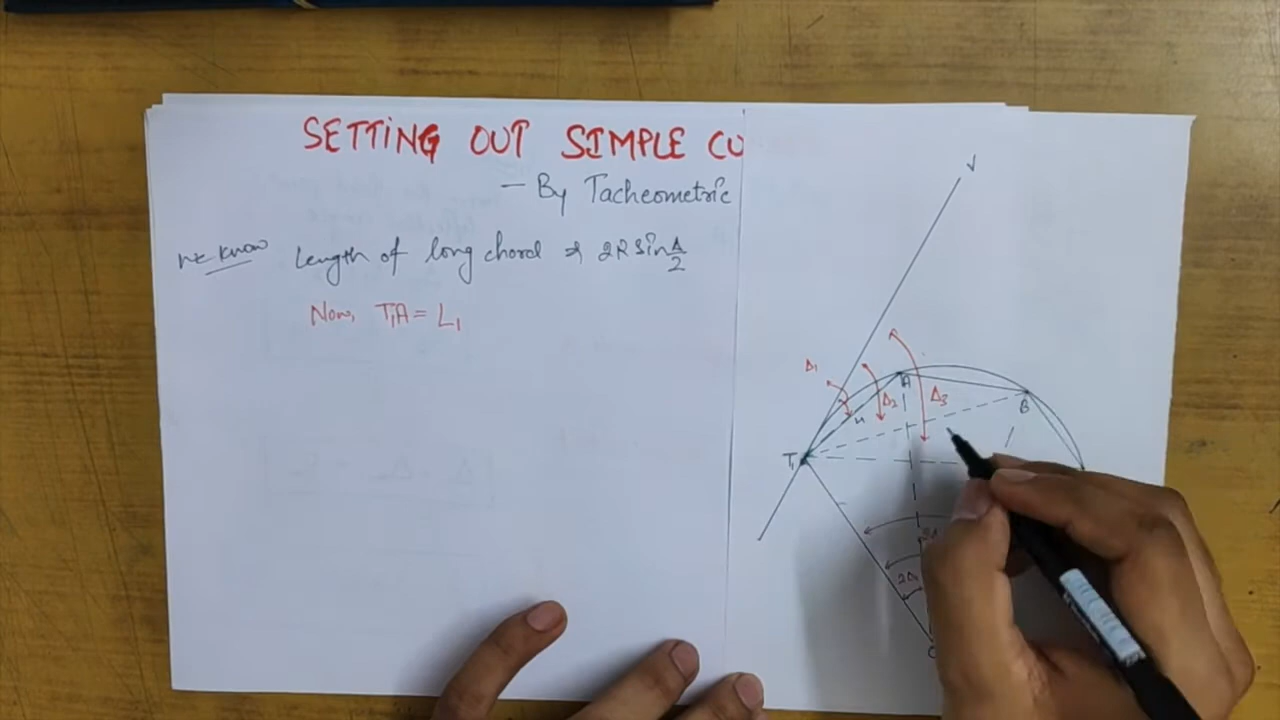 SETTING OUT SIMPLE CU
- By Tacheometric
We know Length of long chord = 2R sin Δ/2
Now, T₁A = L₁
V
Δ₁
A
Δ₂
Δ₃
B
T₁
O